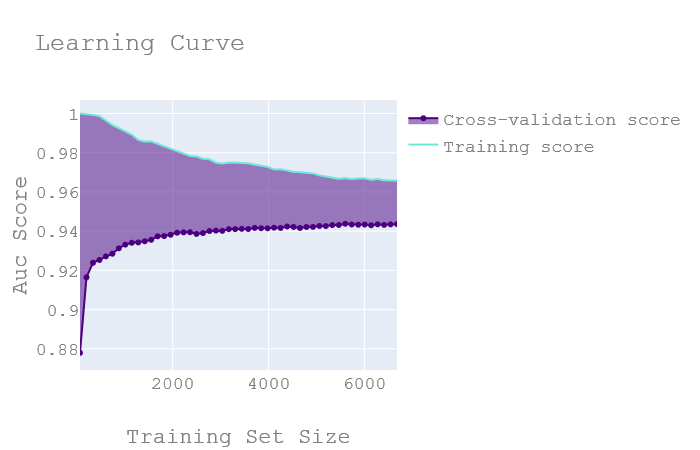 Learning Curve
Cross-validation score
Training score
Auc Score
1
0.98
0.96
0.94
0.92
0.9
0.88
2000
4000
6000
Training Set Size